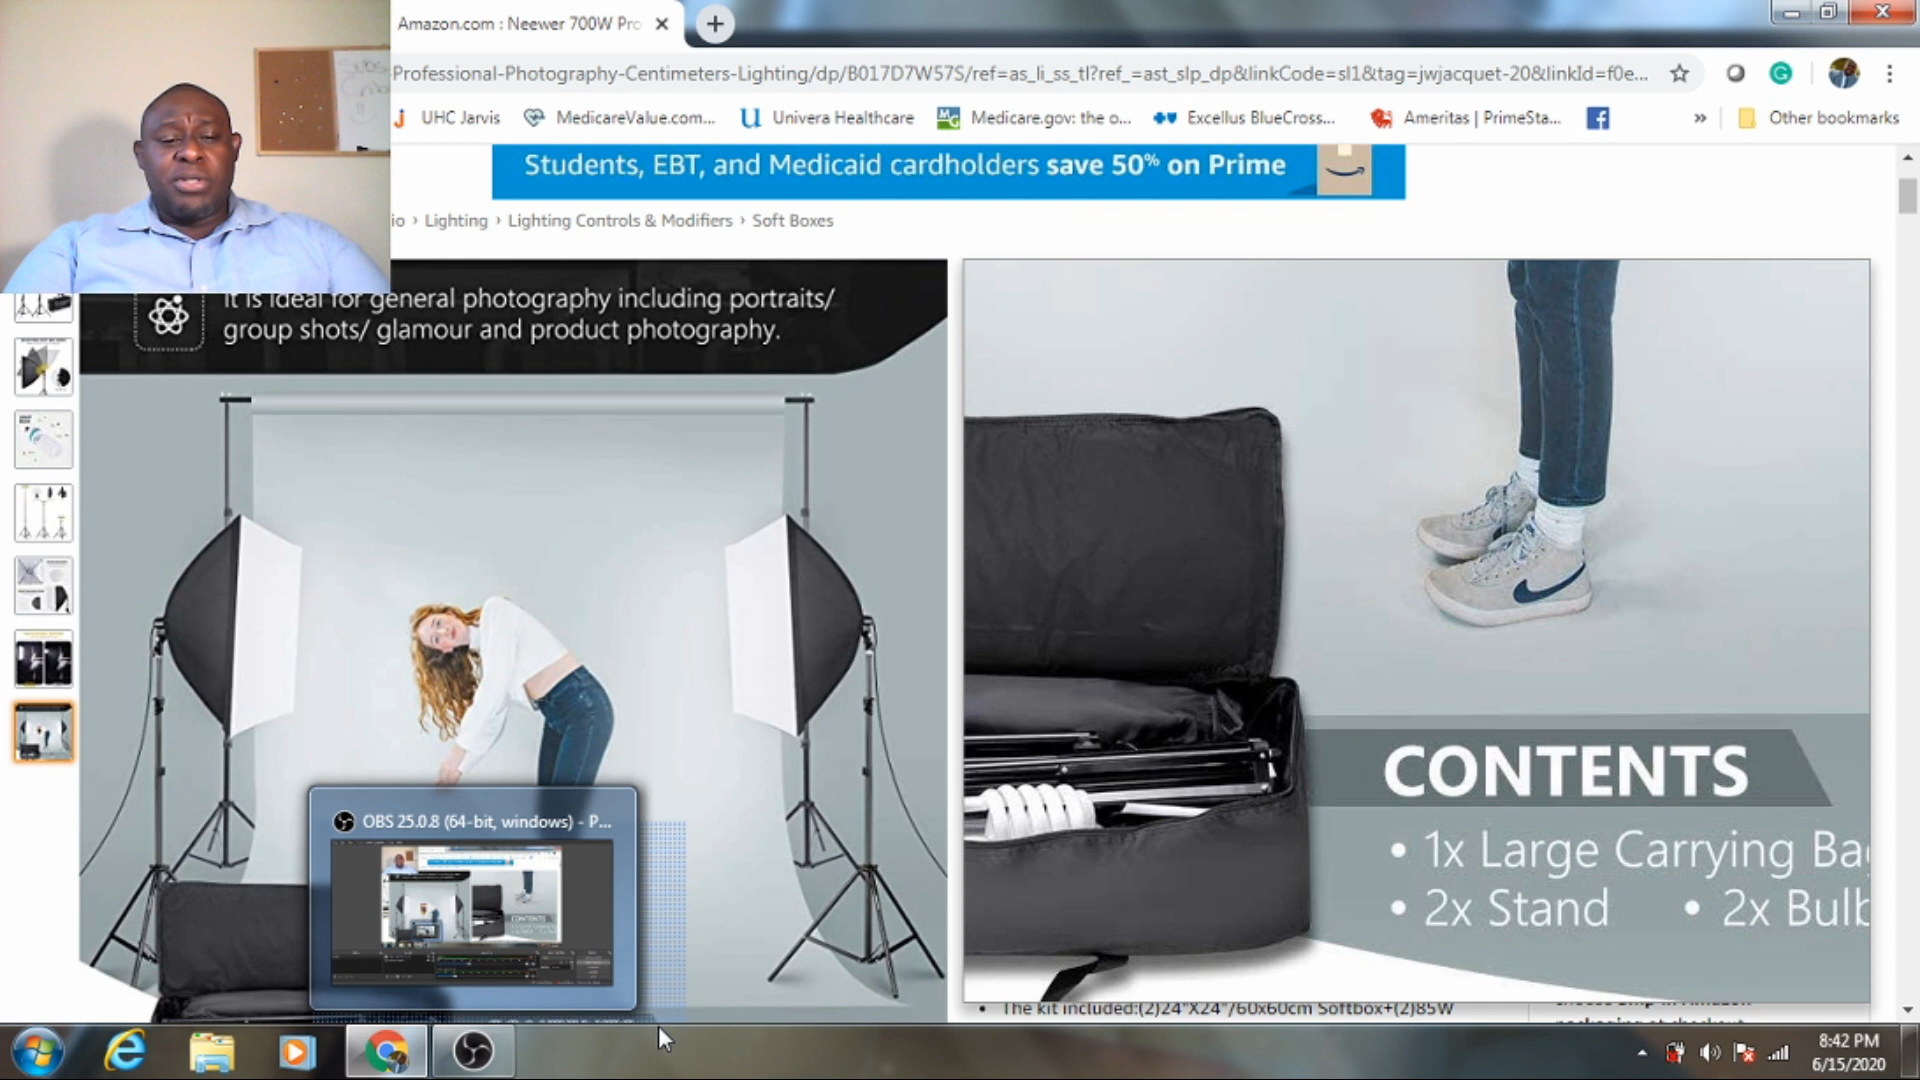 Amazon.com : Neewer 700W Pro
Professional-Photography-Centimeters-Lighting/dp/B017D7W57S/ref=as_li_ss_tl?ref_=ast_slp_dp&linkCode=sl1&tag=jwjacquet-20&linkId=f0e...
UHC Jarvis
MedicareValue.com...
Univera Healthcare
Medicare.gov: the o...
Excellus BlueCross...
Ameritas | PrimeSta...
»
Other bookmarks
Students, EBT, and Medicaid cardholders save 50% on Prime
io › Lighting › Lighting Controls & Modifiers › Soft Boxes
It is ideal for general photography including portraits/
group shots/ glamour and product photography.
CONTENTS
• 1x Large Carrying Ba
• 2x Stand • 2x Bulb
OBS 25.0.8 (64-bit, windows) - P...
CONTENTS
• The kit included:(2)24"X24"/60x60cm Softbox+(2)85W
8:42 PM
6/15/2020